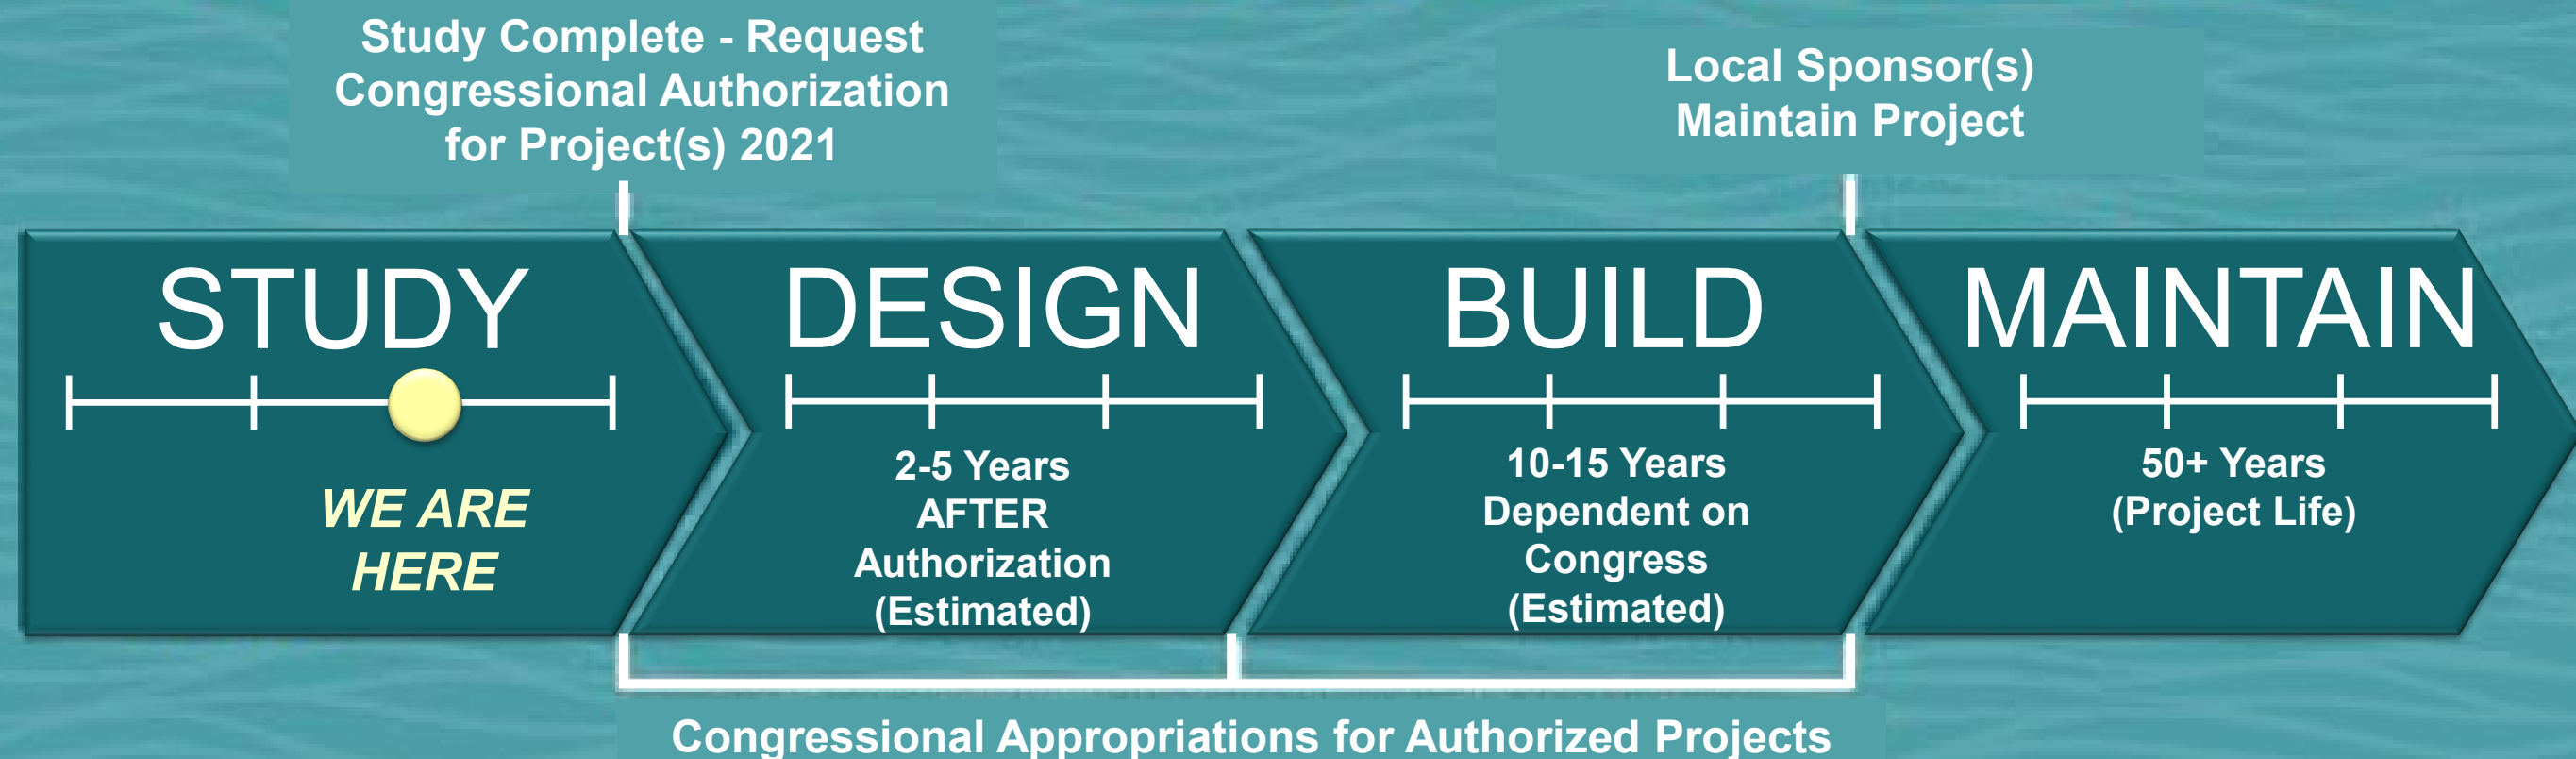 Study Complete - Request
Congressional Authorization
for Project(s) 2021
Local Sponsor(s)
Maintain Project
STUDY
WE ARE
HERE
DESIGN
2-5 Years
AFTER
Authorization
(Estimated)
BUILD
10-15 Years
Dependent on
Congress
(Estimated)
MAINTAIN
50+ Years
(Project Life)
Congressional Appropriations for Authorized Projects